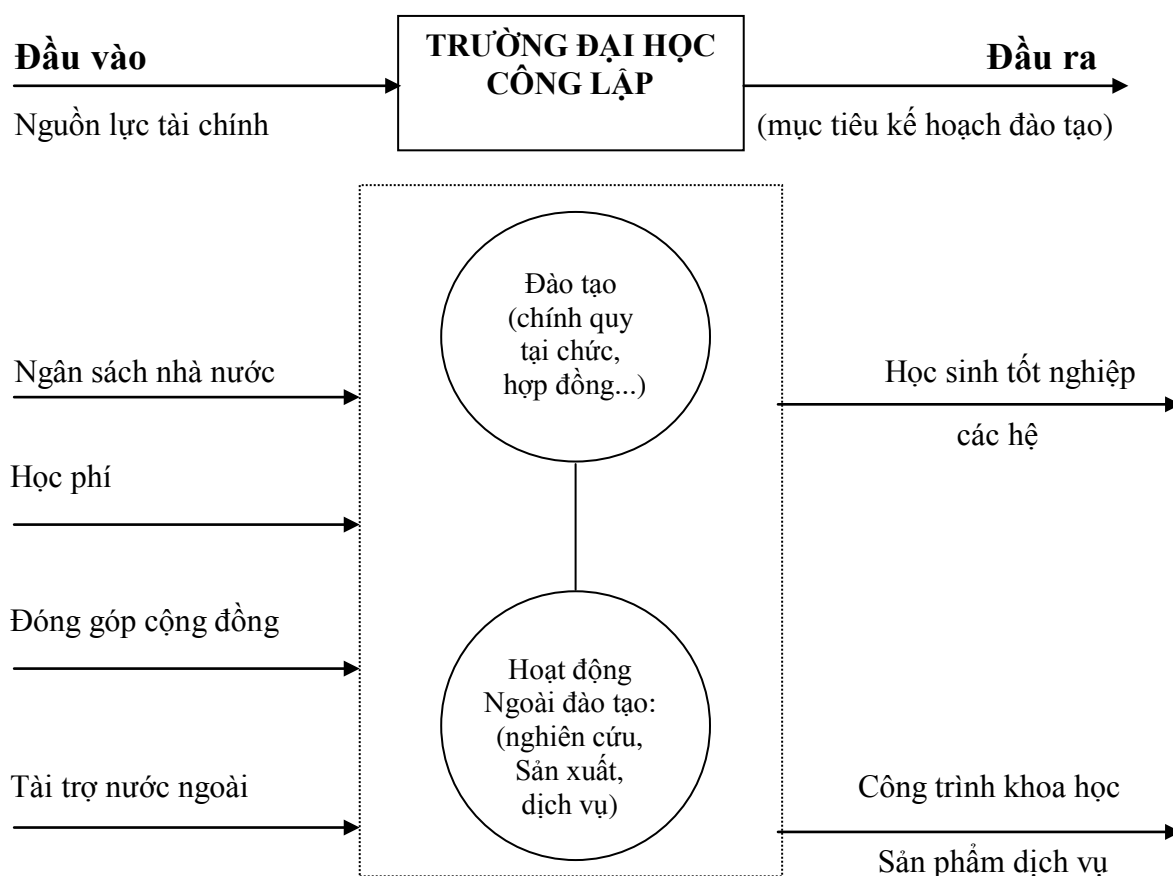 Đầu vào
TRƯỜNG ĐẠI HỌC
CÔNG LẬP
Đầu ra
Nguồn lực tài chính
(mục tiêu kế hoạch đào tạo)
Đào tạo
(chính quy
tại chức,
hợp đồng...)
Ngân sách nhà nước
Học sinh tốt nghiệp
các hệ
Học phí
Đóng góp cộng đồng
Hoạt động
Ngoài đào tạo:
(nghiên cứu,
Sản xuất,
dịch vụ)
Tài trợ nước ngoài
Công trình khoa học
Sản phẩm dịch vụ